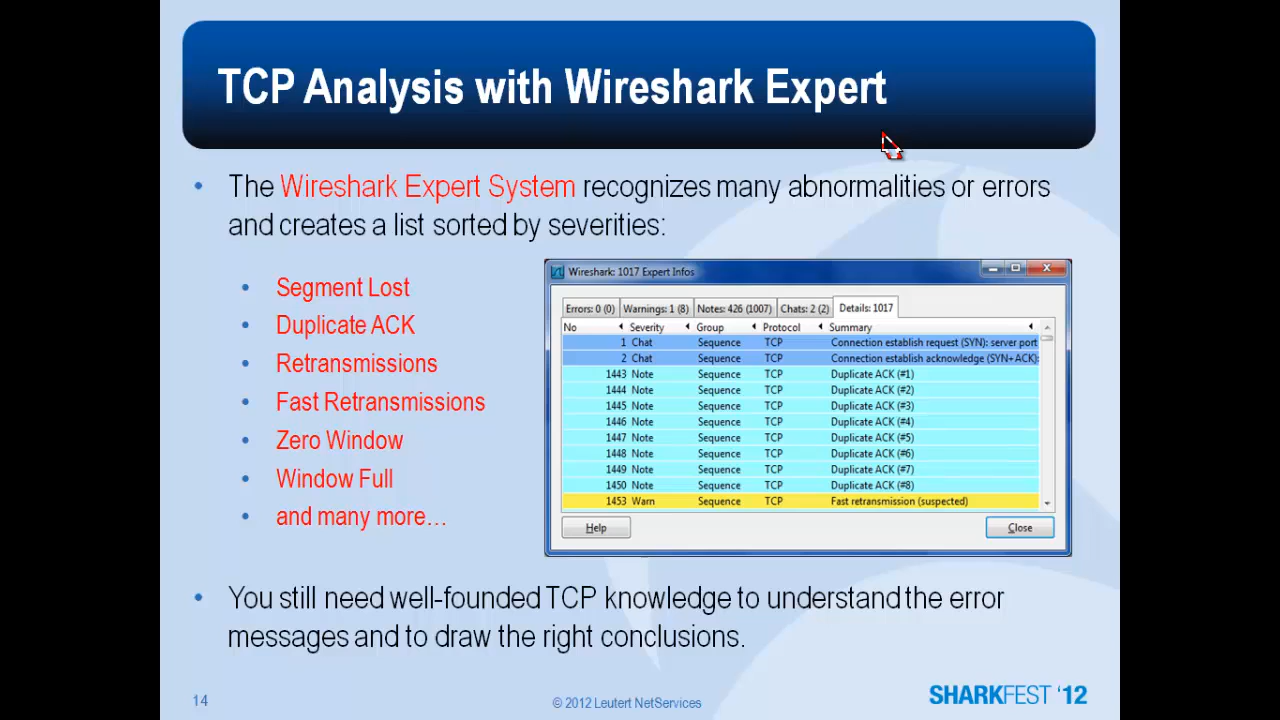 TCP Analysis with Wireshark Expert
• The Wireshark Expert System recognizes many abnormalities or errors
and creates a list sorted by severities:
• Segment Lost
• Duplicate ACK
• Retransmissions
• Fast Retransmissions
• Zero Window
• Window Full
• and many more…
Wireshark: 1017 Expert Infos
Errors: 0 (0) Warnings: 1 (8) Notes: 426 (1007) Chats: 2 (2) Details: 1017
No Severity Group Protocol Summary
1 Chat Sequence TCP Connection establish request (SYN): server port
2 Chat Sequence TCP Connection establish acknowledge (SYN+ACK):
1443 Note Sequence TCP Duplicate ACK (#1)
1444 Note Sequence TCP Duplicate ACK (#2)
1445 Note Sequence TCP Duplicate ACK (#3)
1446 Note Sequence TCP Duplicate ACK (#4)
1447 Note Sequence TCP Duplicate ACK (#5)
1448 Note Sequence TCP Duplicate ACK (#6)
1449 Note Sequence TCP Duplicate ACK (#7)
1450 Note Sequence TCP Duplicate ACK (#8)
1453 Warn Sequence TCP Fast retransmission (suspected)
Help Close
• You still need well-founded TCP knowledge to understand the error
messages and to draw the right conclusions.
14 © 2012 Leutert NetServices SHARKFEST ‘12